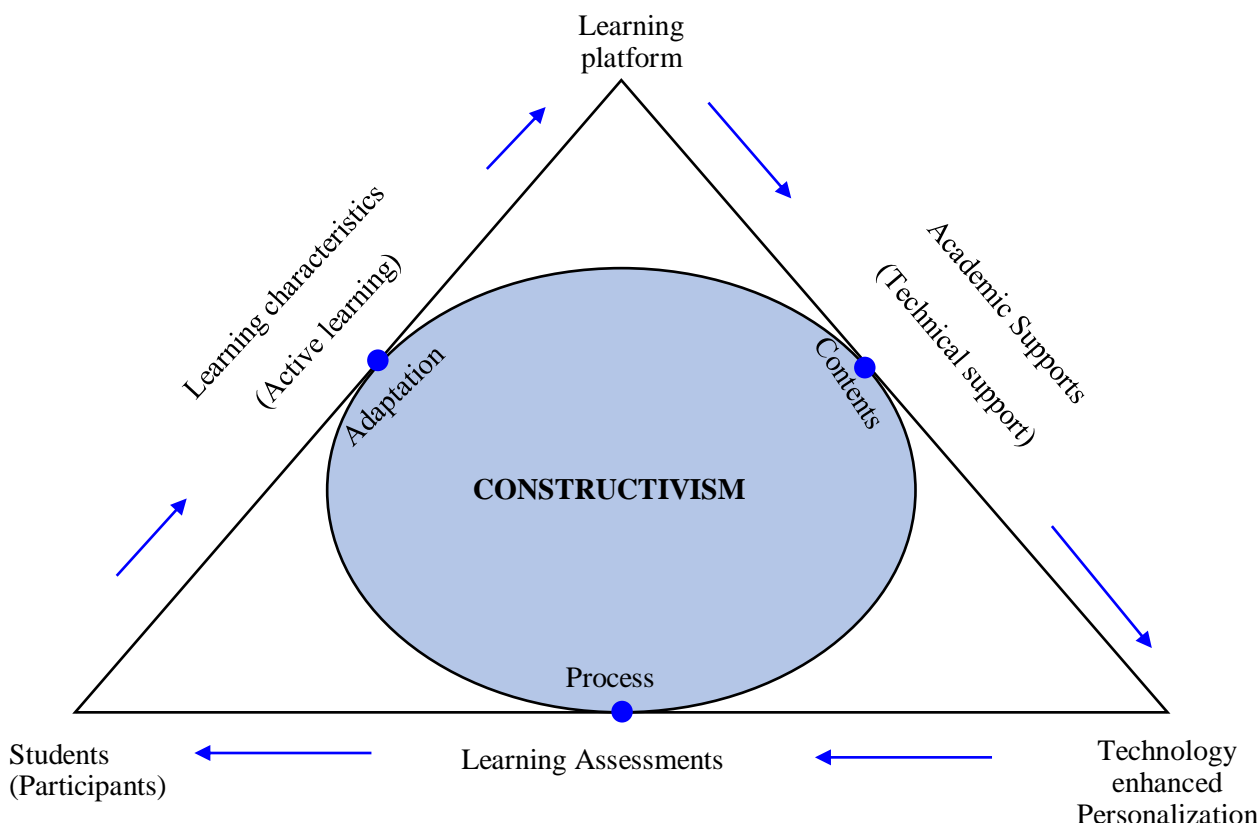 Learning
platform
Learning characteristics
(Active learning)
Academic Supports
(Technical support)
Adaptation
Contents
CONSTRUCTIVISM
Process
Students
(Participants)
Learning Assessments
Technology
enhanced
Personalization